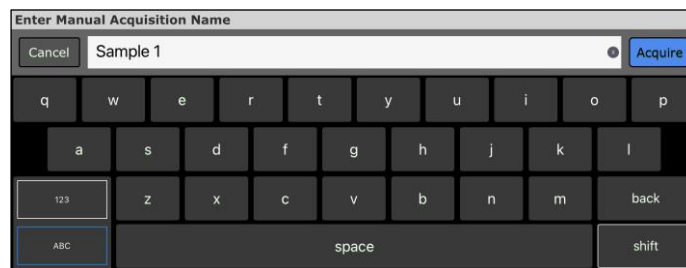 Enter Manual Acquisition Name
Cancel Sample 1 Acquire
q w e r t y u i o p
a s d f g h j k l
123 z x c v b n m back
ABC space shift